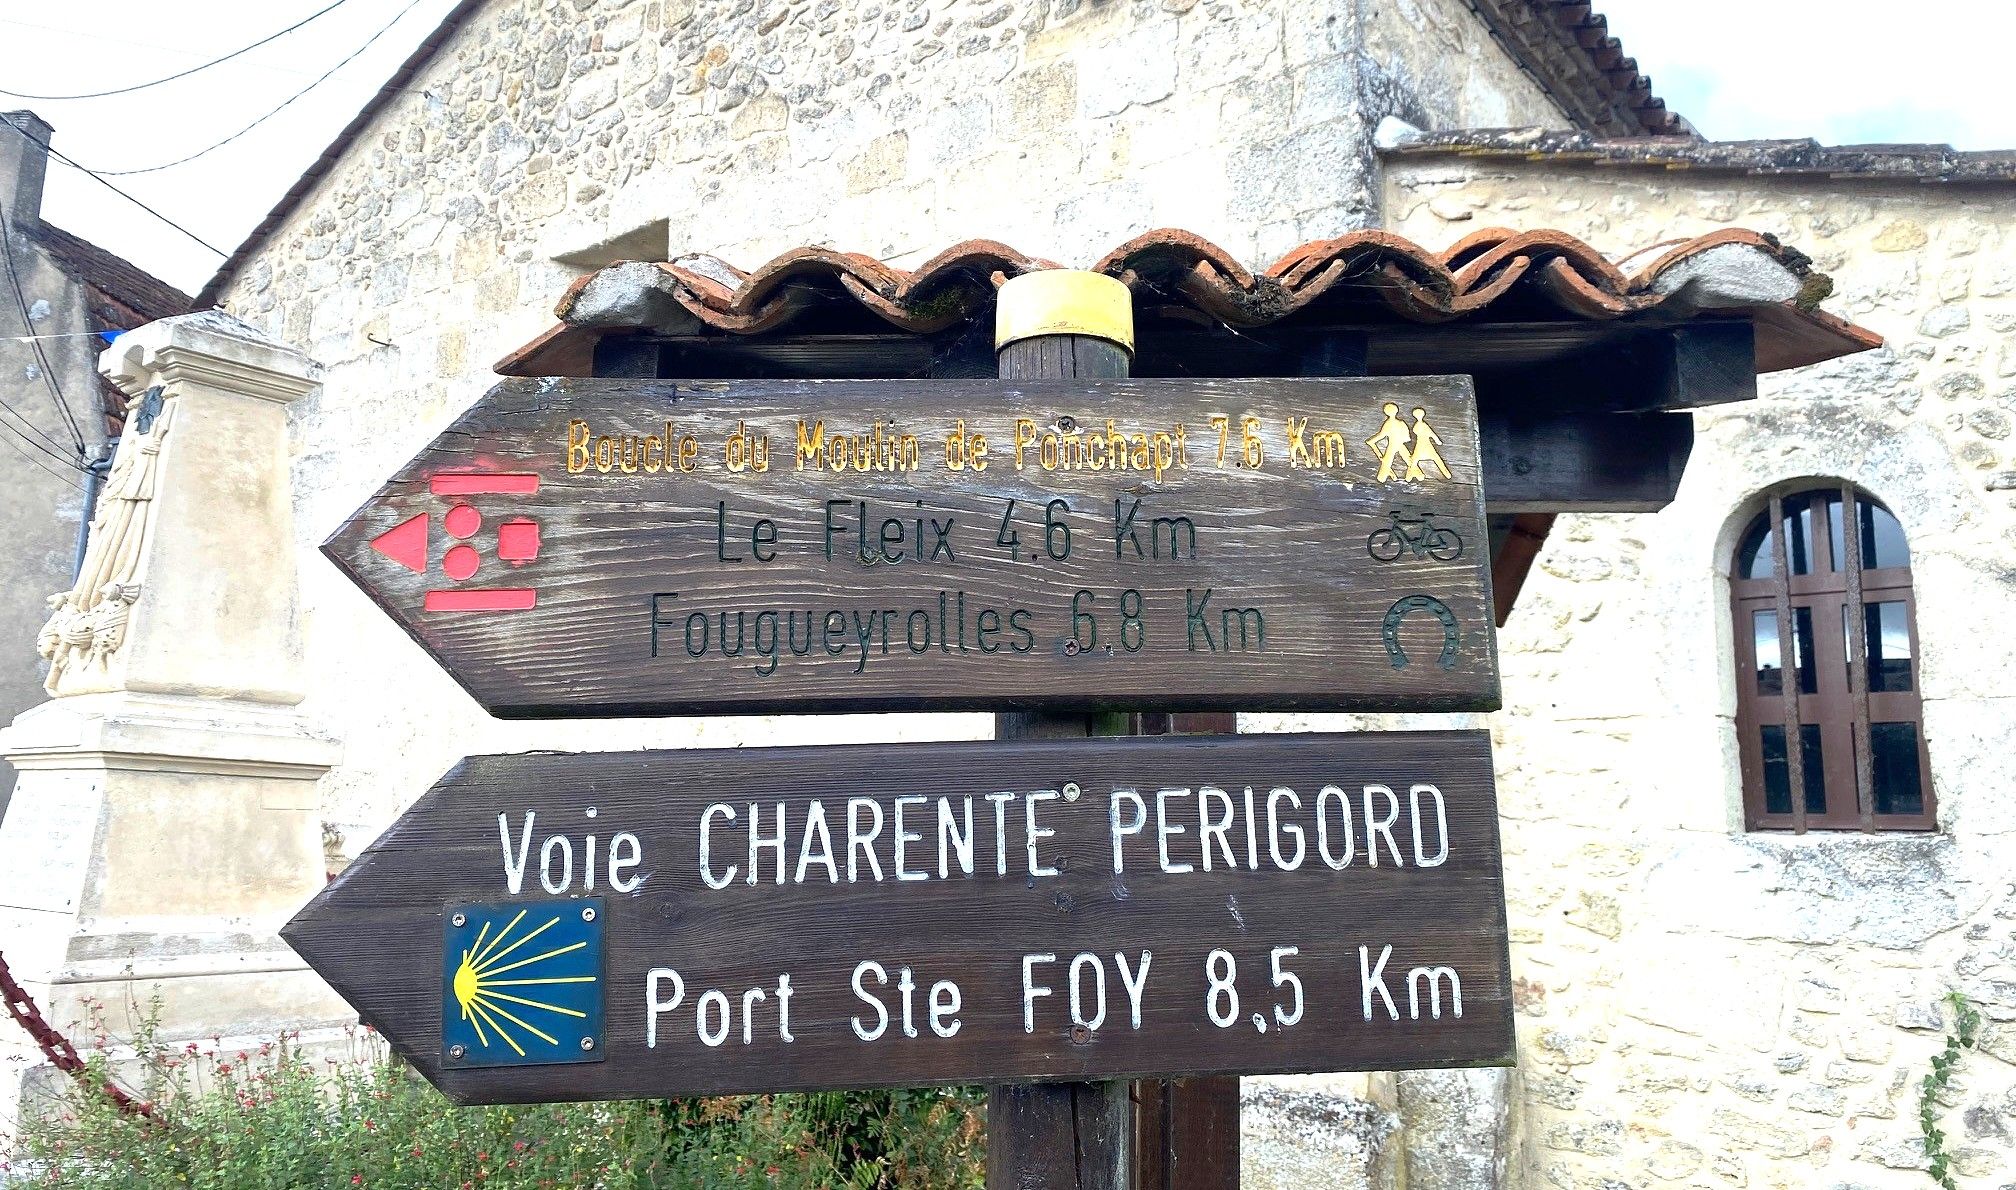 Boucle du Moulin de Ponchapt 7.6 Km
Le Fleix 4.6 Km
Fougueyrolles 6.8 Km
Voie CHARENTE PERIGORD
Port Ste FOY 8.5 Km